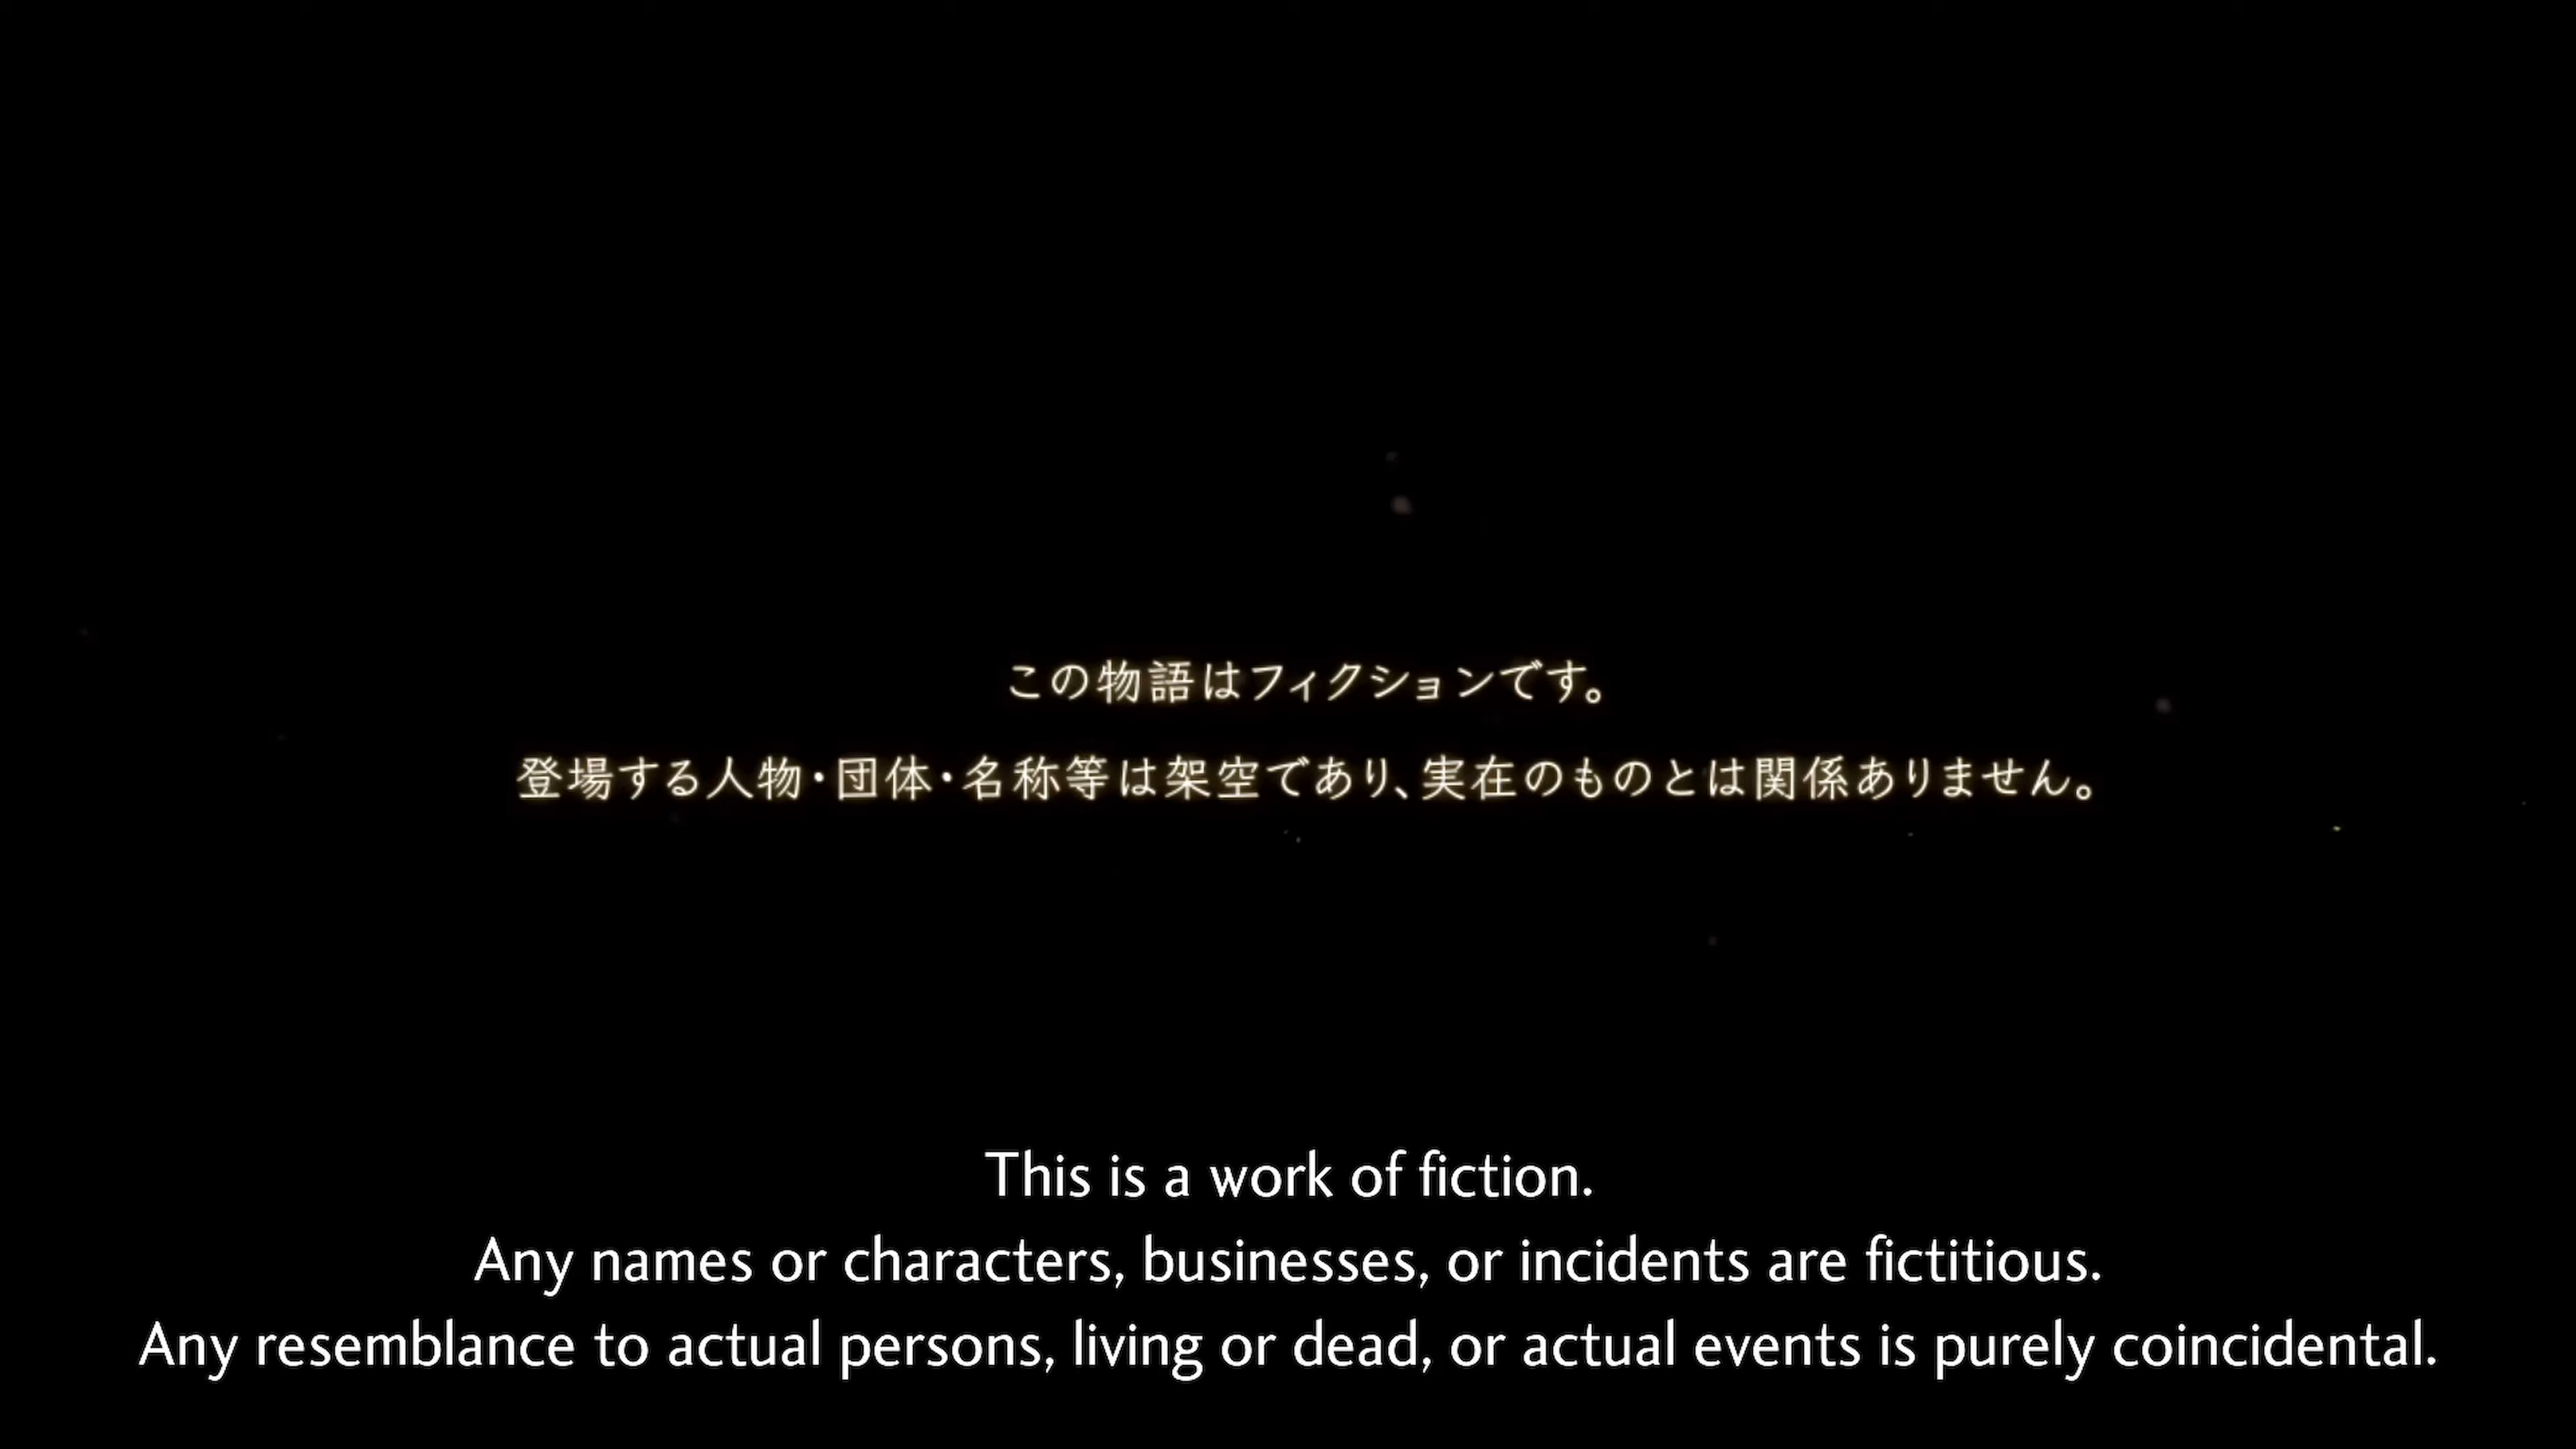 この物語はフィクションです。
登場する人物・団体・名称等は架空であり、実在のものとは関係ありません。
This is a work of fiction.
Any names or characters, businesses, or incidents are fictitious.
Any resemblance to actual persons, living or dead, or actual events is purely coincidental.